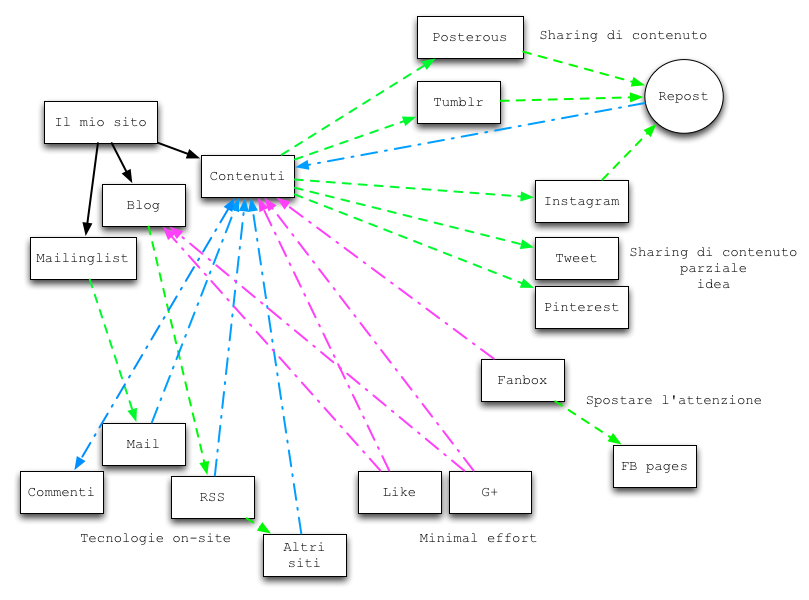 Posterous
Sharing di contenuto
Tumblr
Repost
Il mio sito
Contenuti
Blog
Instagram
Mailinglist
Tweet
Sharing di contenuto
parziale
idea
Pinterest
Fanbox
Spostare l'attenzione
Mail
FB pages
Commenti
RSS
Like
G+
Tecnologie on-site
Minimal effort
Altri
siti